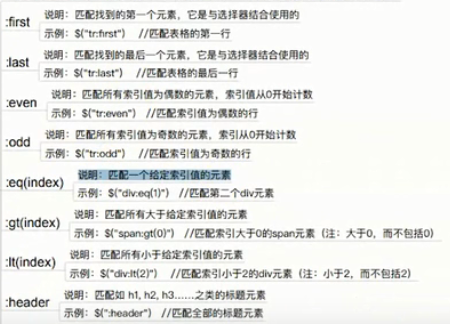 :first
说明：匹配找到的第一个元素，它是与选择器结合使用的
示例：$("tr:first")　//匹配表格的第一行
:last
说明：匹配找到的最后一个元素，它是与选择器结合使用的
示例：$("tr:last")　//匹配表格的最后一行
:even
说明：匹配所有索引值为偶数的元素，索引值从0开始计数
示例：$("tr:even")　//匹配索引值为偶数的行
:odd
说明：匹配所有索引值为奇数的元素，索引从0开始计数
示例：$("tr:odd")　//匹配索引值为奇数的行
:eq(index)
说明：匹配一个给定索引值的元素
示例：$("div:eq(1)")　//匹配第二个div元素
:gt(index)
说明：匹配所有大于给定索引值的元素
示例：$("span:gt(0)")　//匹配索引大于0的span元素（注：大于0，而不包括0）
:lt(index)
说明：匹配所有小于给定索引值的元素
示例：$("div:lt(2)")　//匹配索引小于2的div元素（注：小于2，而不包括2）
:header
说明：匹配如 h1, h2, h3……之类的标题元素
示例：$(":header")　//匹配全部的标题元素